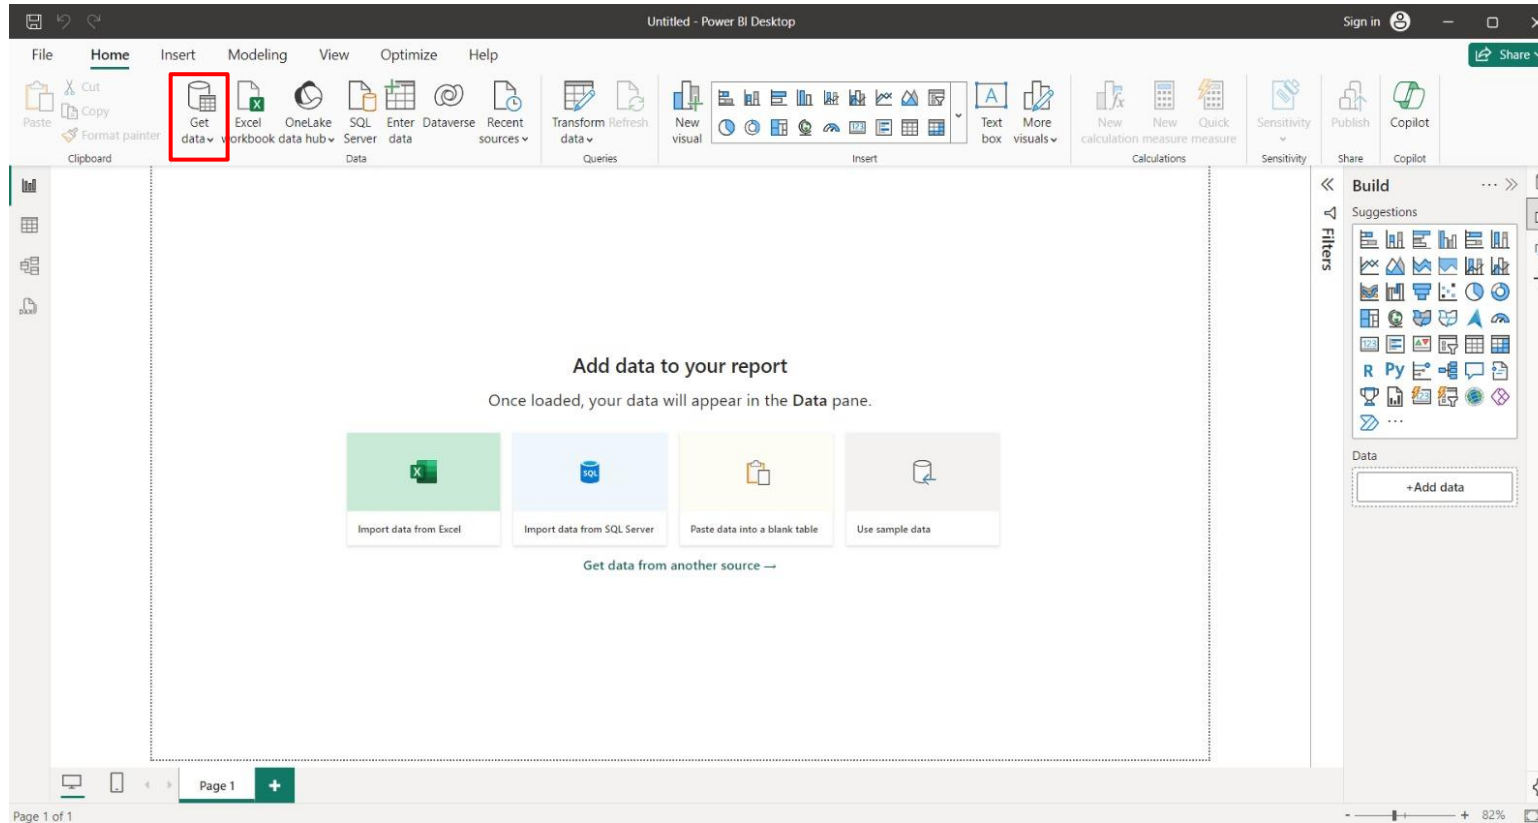 Untitled - Power BI Desktop
Sign in
File Home Insert Modeling View Optimize Help
Share
Paste
Cut
Copy
Format painter
Clipboard
Get data
Excel workbook
OneLake data hub
SQL Server
Enter data
Dataverse
Recent sources
Data
Transform data
Refresh
Queries
New visual
Text box
More visuals
Insert
New calculation
New measure
Quick measure
Calculations
Sensitivity
Sensitivity
Publish
Share
Copilot
Copilot
Filters
Build
Suggestions
123
R Py
123
Data
+Add data
Add data to your report
Once loaded, your data will appear in the Data pane.
SQL
Import data from Excel
Import data from SQL Server
Paste data into a blank table
Use sample data
Get data from another source →
Page 1
Page 1 of 1
82%